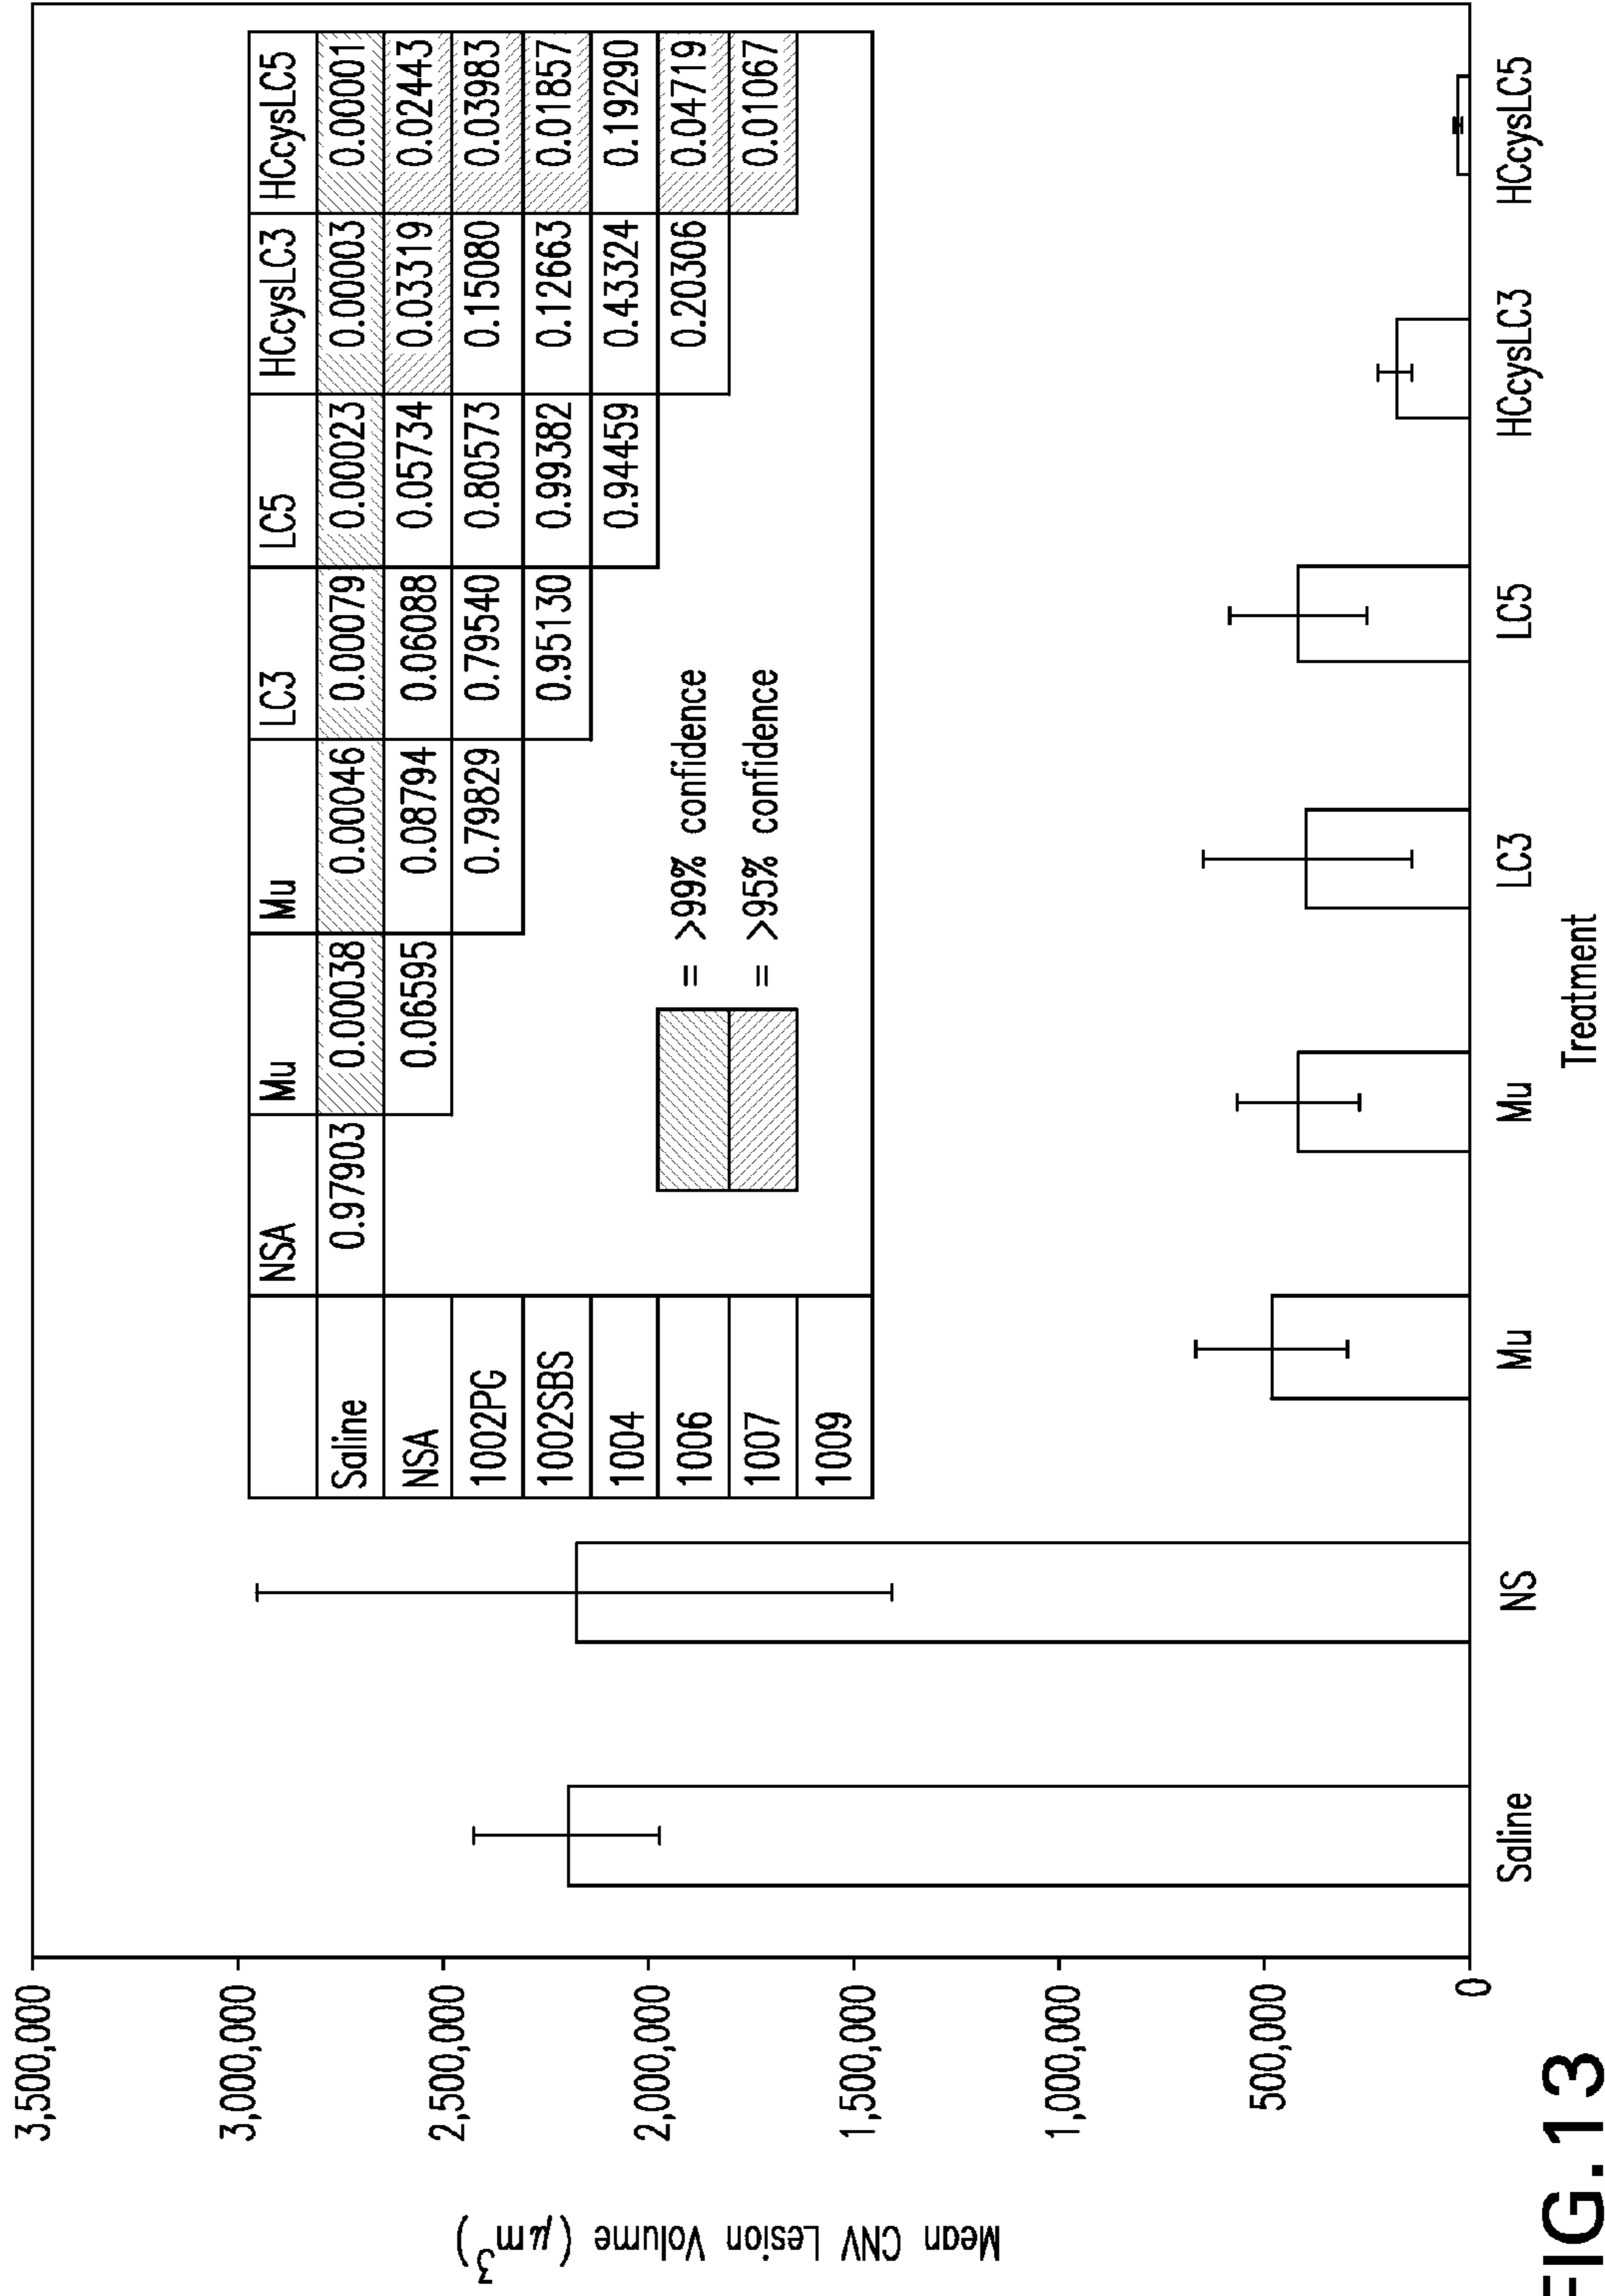 Mean CNV Lesion Volume (μm³)
3,500,000
3,000,000
2,500,000
2,000,000
1,500,000
1,000,000
500,000
0
NSA Mu Mu LC3 LC5 HCcysLC3 HCcysLC5
Saline 0.97903 0.00038 0.00046 0.00079 0.00023 0.00003 0.00001
NSA 0.06595 0.08794 0.06088 0.05734 0.03319 0.02443
1002PG 0.79829 0.79540 0.80573 0.15080 0.03983
1002SBS 0.95130 0.99382 0.12663 0.01857
1004 0.94459 0.43324 0.19290
1006 0.20306 0.04719
1007 0.01067
1009
= >99% confidence
= >95% confidence
Saline NS Mu Mu LC3 LC5 HCcysLC3 HCcysLC5
Treatment
FIG.13